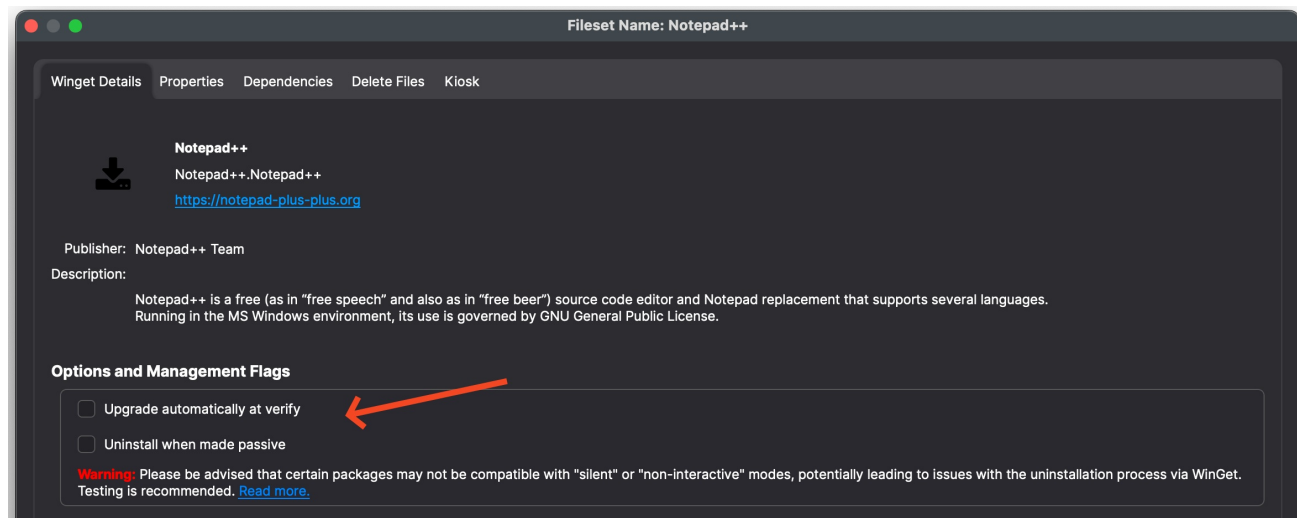 Fileset Name: Notepad++
Winget Details Properties Dependencies Delete Files Kiosk
Notepad++
Notepad++.Notepad++
https://notepad-plus-plus.org
Publisher: Notepad++ Team
Description:
Notepad++ is a free (as in “free speech” and also as in “free beer”) source code editor and Notepad replacement that supports several languages.
Running in the MS Windows environment, its use is governed by GNU General Public License.
Options and Management Flags
Upgrade automatically at verify
Uninstall when made passive
Warning: Please be advised that certain packages may not be compatible with "silent" or "non-interactive" modes, potentially leading to issues with the uninstallation process via WinGet.
Testing is recommended. Read more.